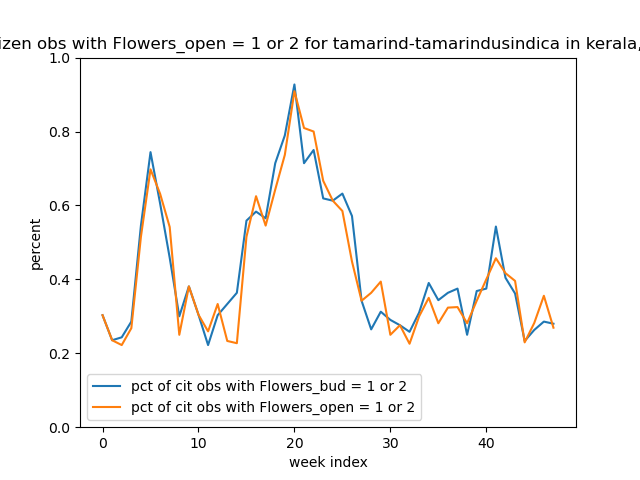 izen obs with Flowers_open = 1 or 2 for tamarind-tamarindusindica in kerala,
1.0
0.8
0.6
0.4
0.2
0.0
percent
pct of cit obs with Flowers_bud = 1 or 2
pct of cit obs with Flowers_open = 1 or 2
0 10 20 30 40
week index